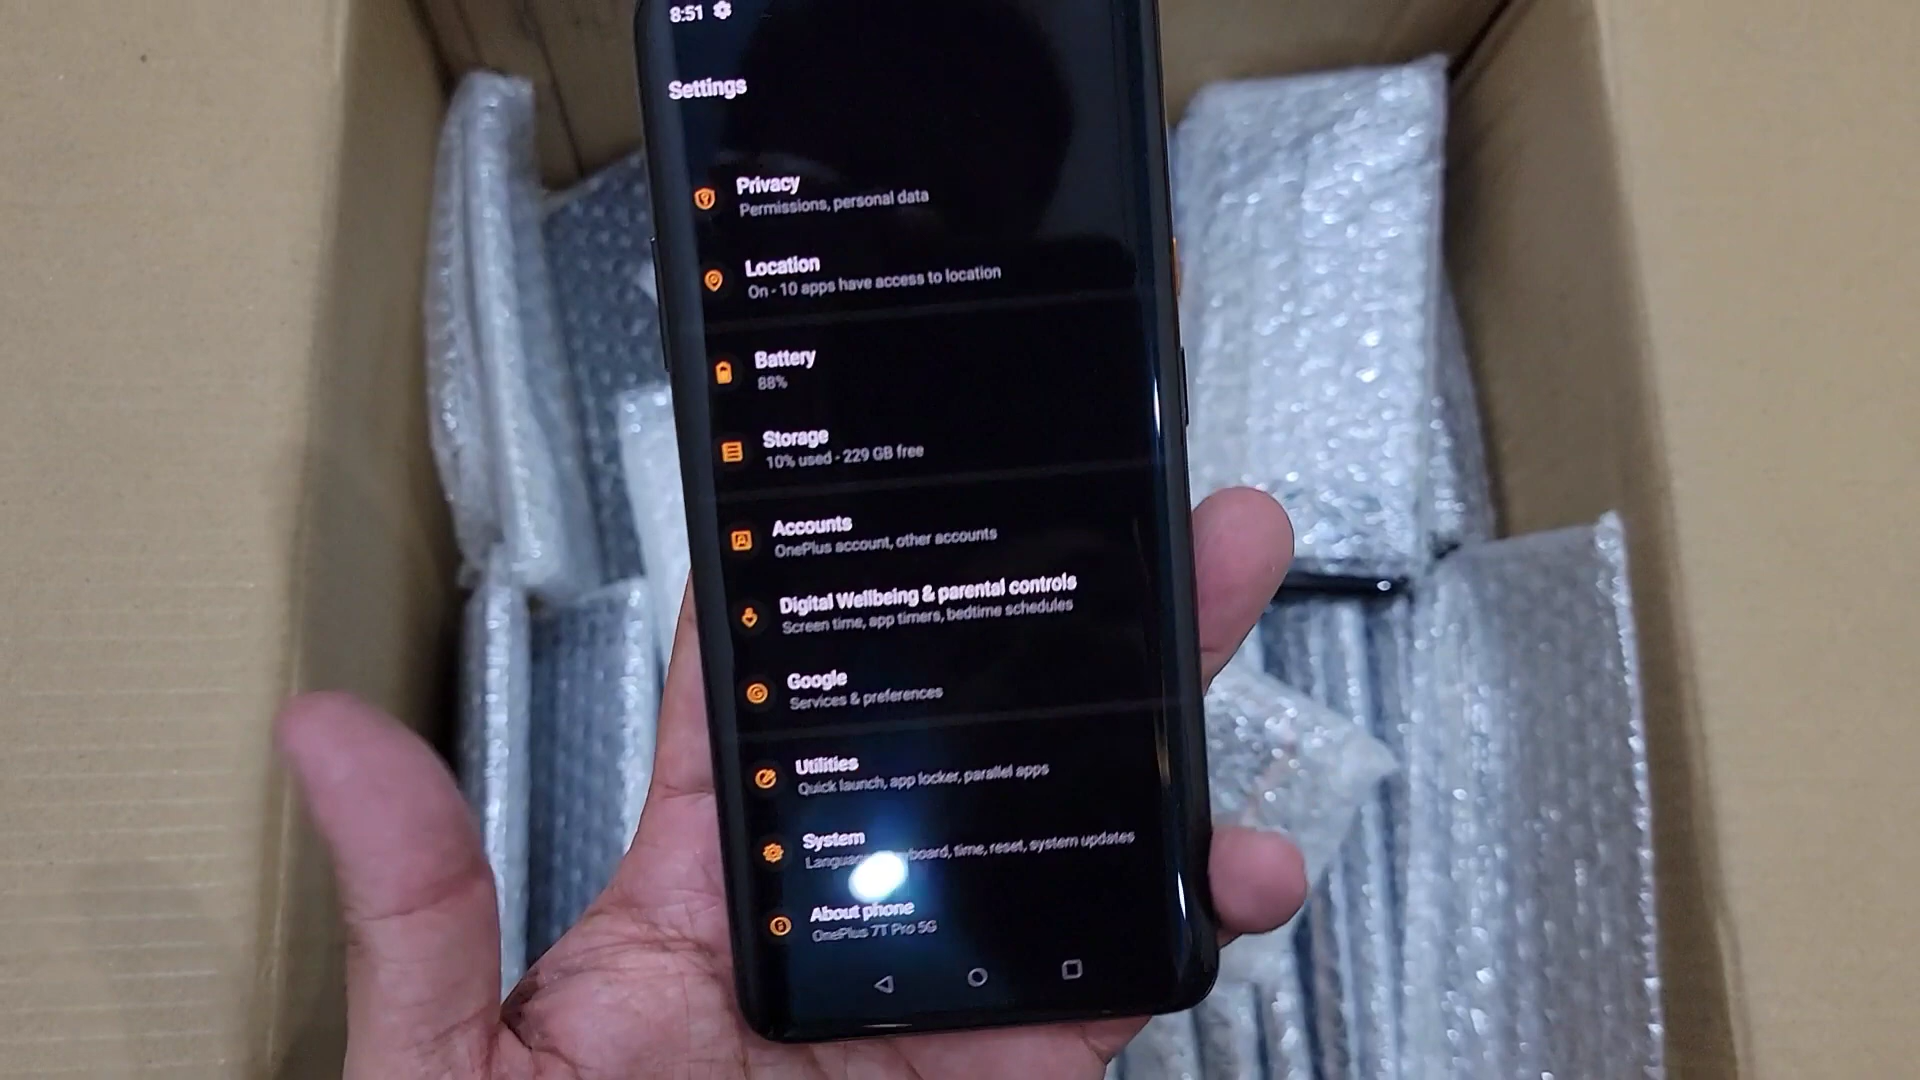 8:51
Settings
Privacy
Permissions, personal data
Location
On - 10 apps have access to location
Battery
88%
Storage
10% used - 229 GB free
Accounts
OnePlus account, other accounts
Digital Wellbeing & parental controls
Screen time, app timers, bedtime schedules
Google
Services & preferences
Utilities
Quick launch, app locker, parallel apps
System
time, reset, system updates
About phone
OnePlus 7T Pro 5G